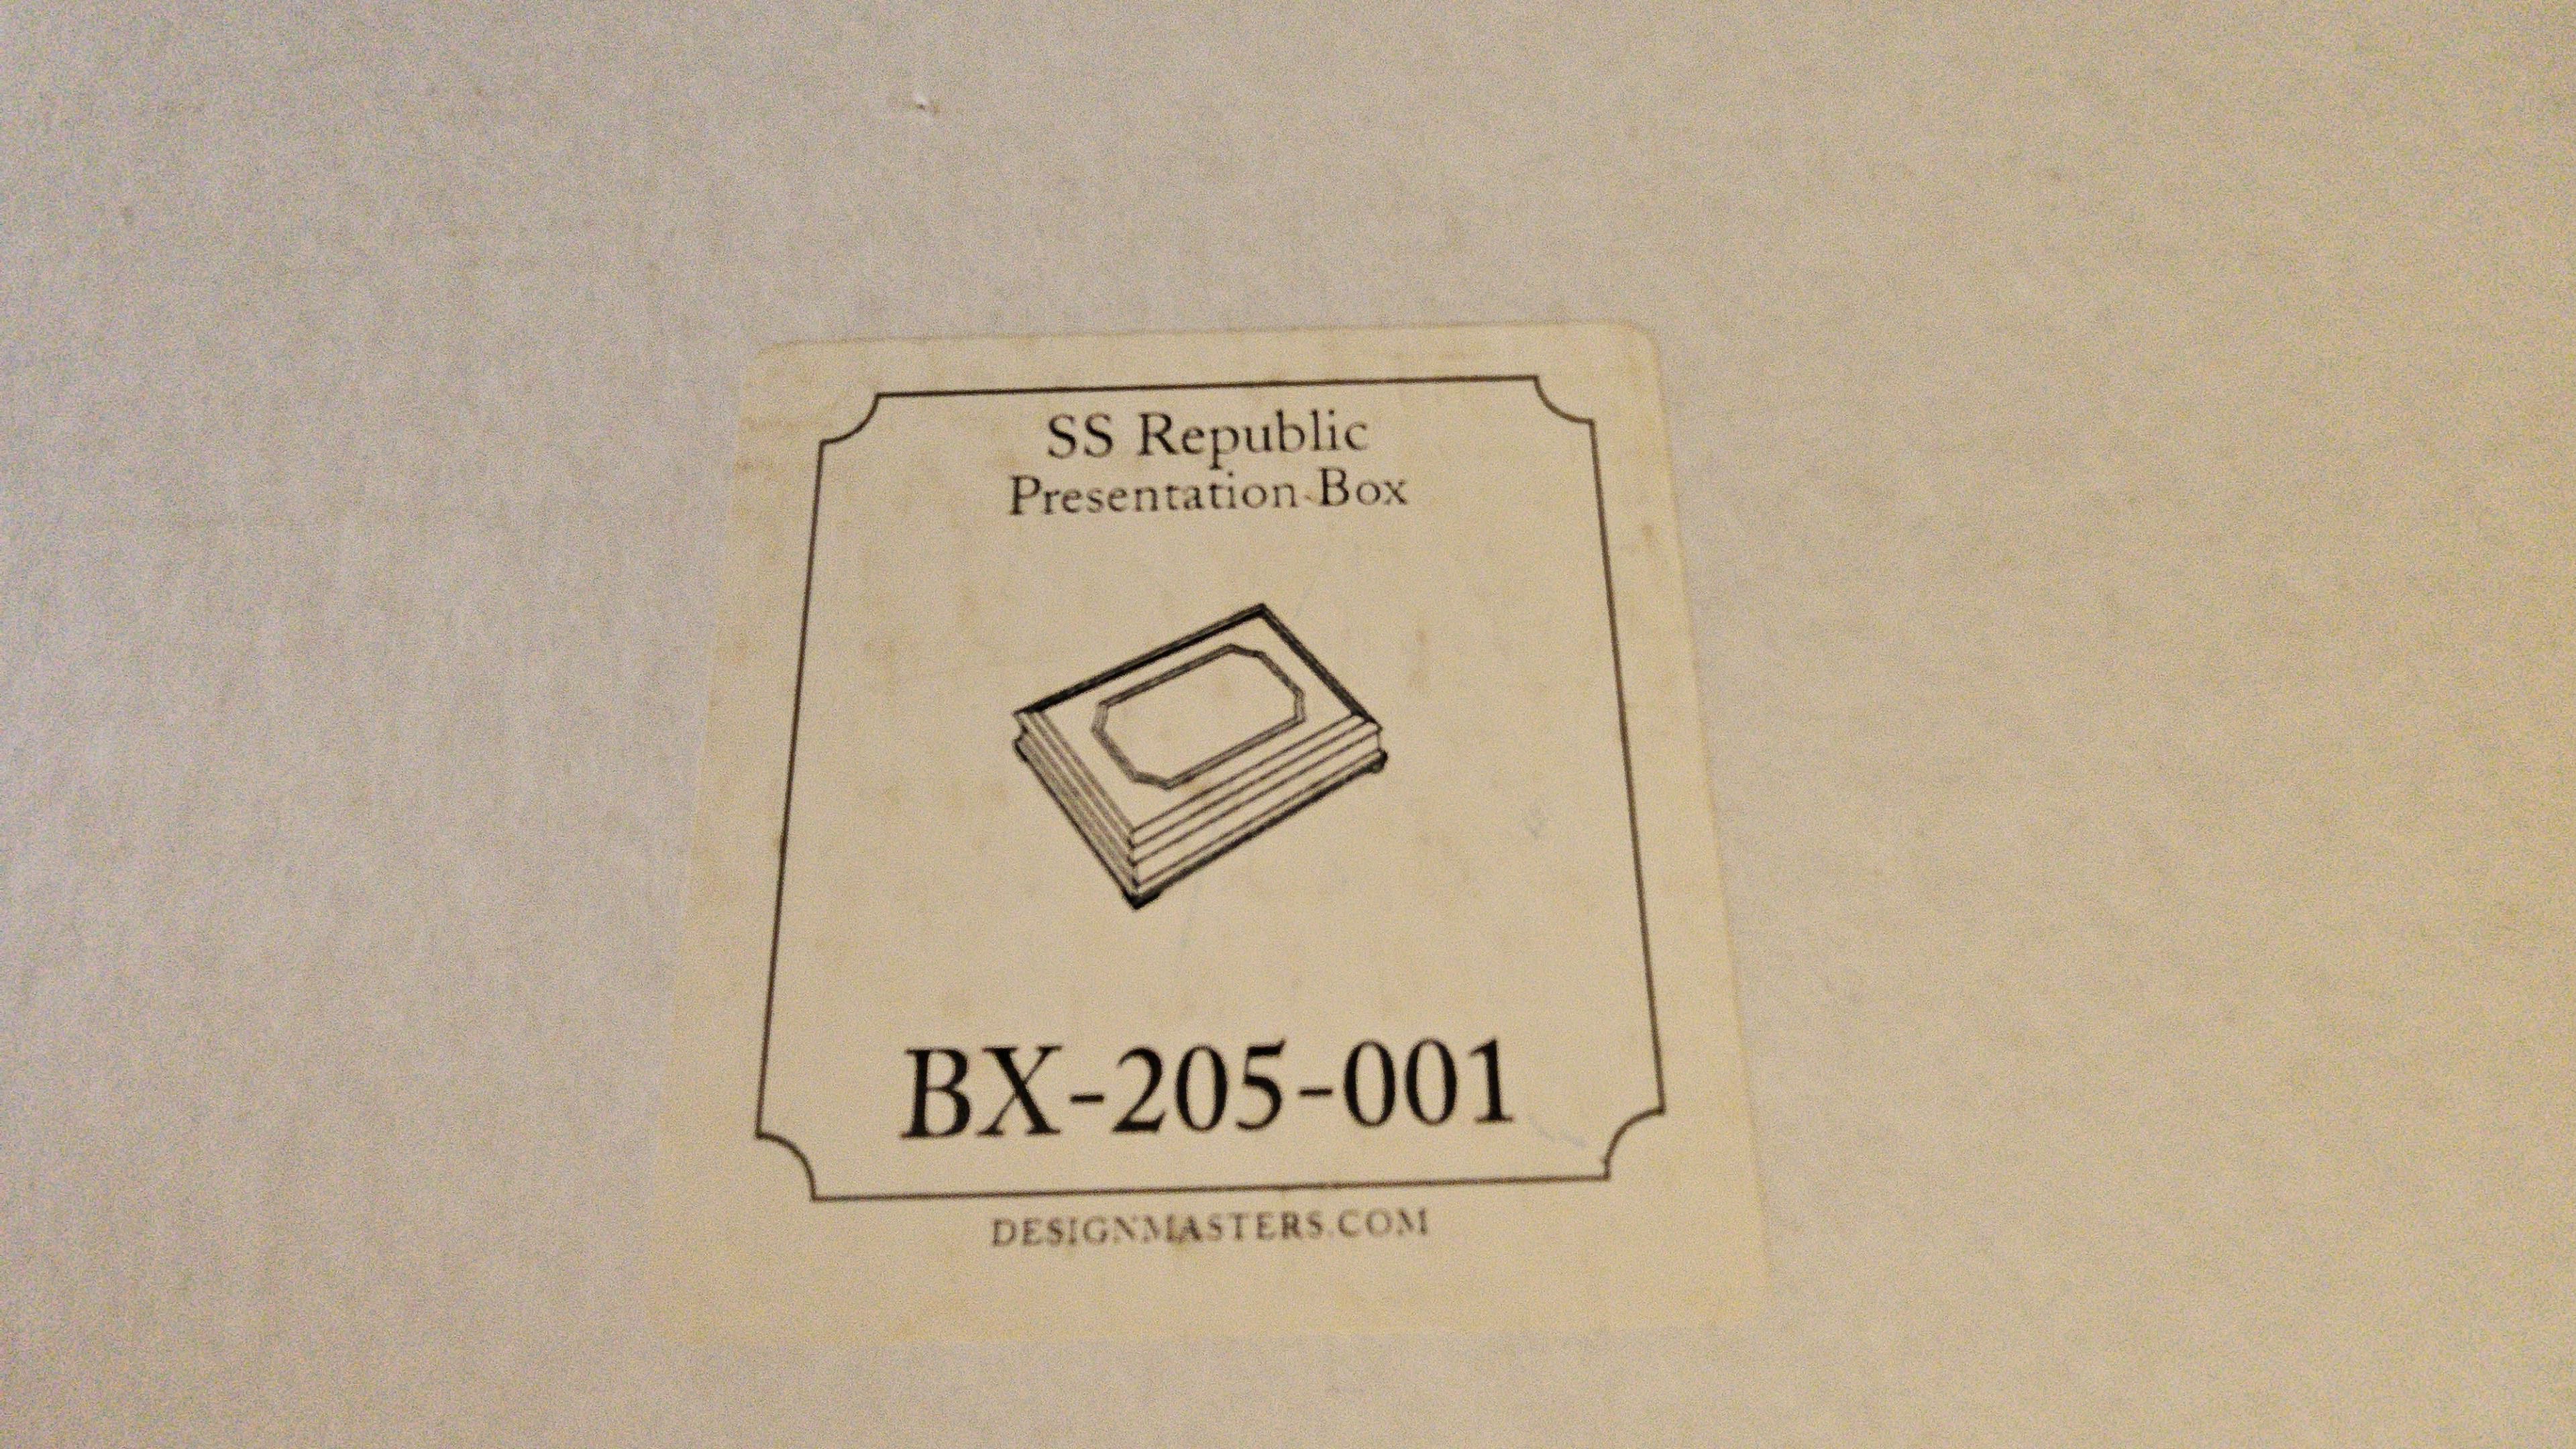 SS Republic
Presentation Box
BX-205-001
DESIGNMASTERS.COM